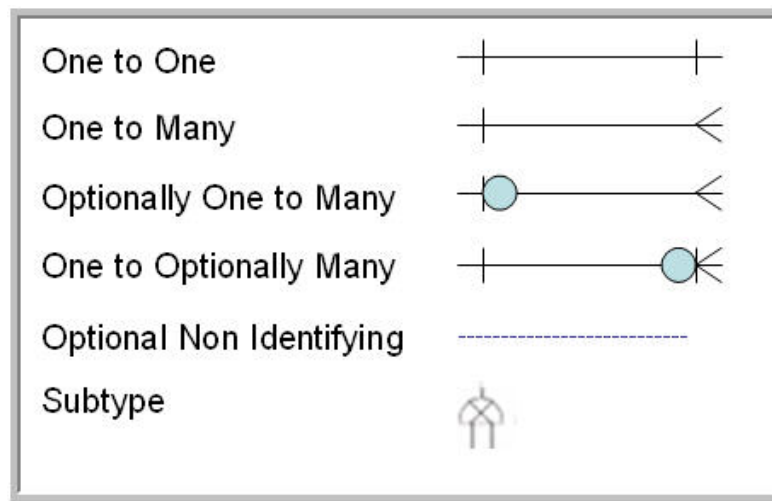 One to One
One to Many
Optionally One to Many
One to Optionally Many
Optional Non Identifying
Subtype